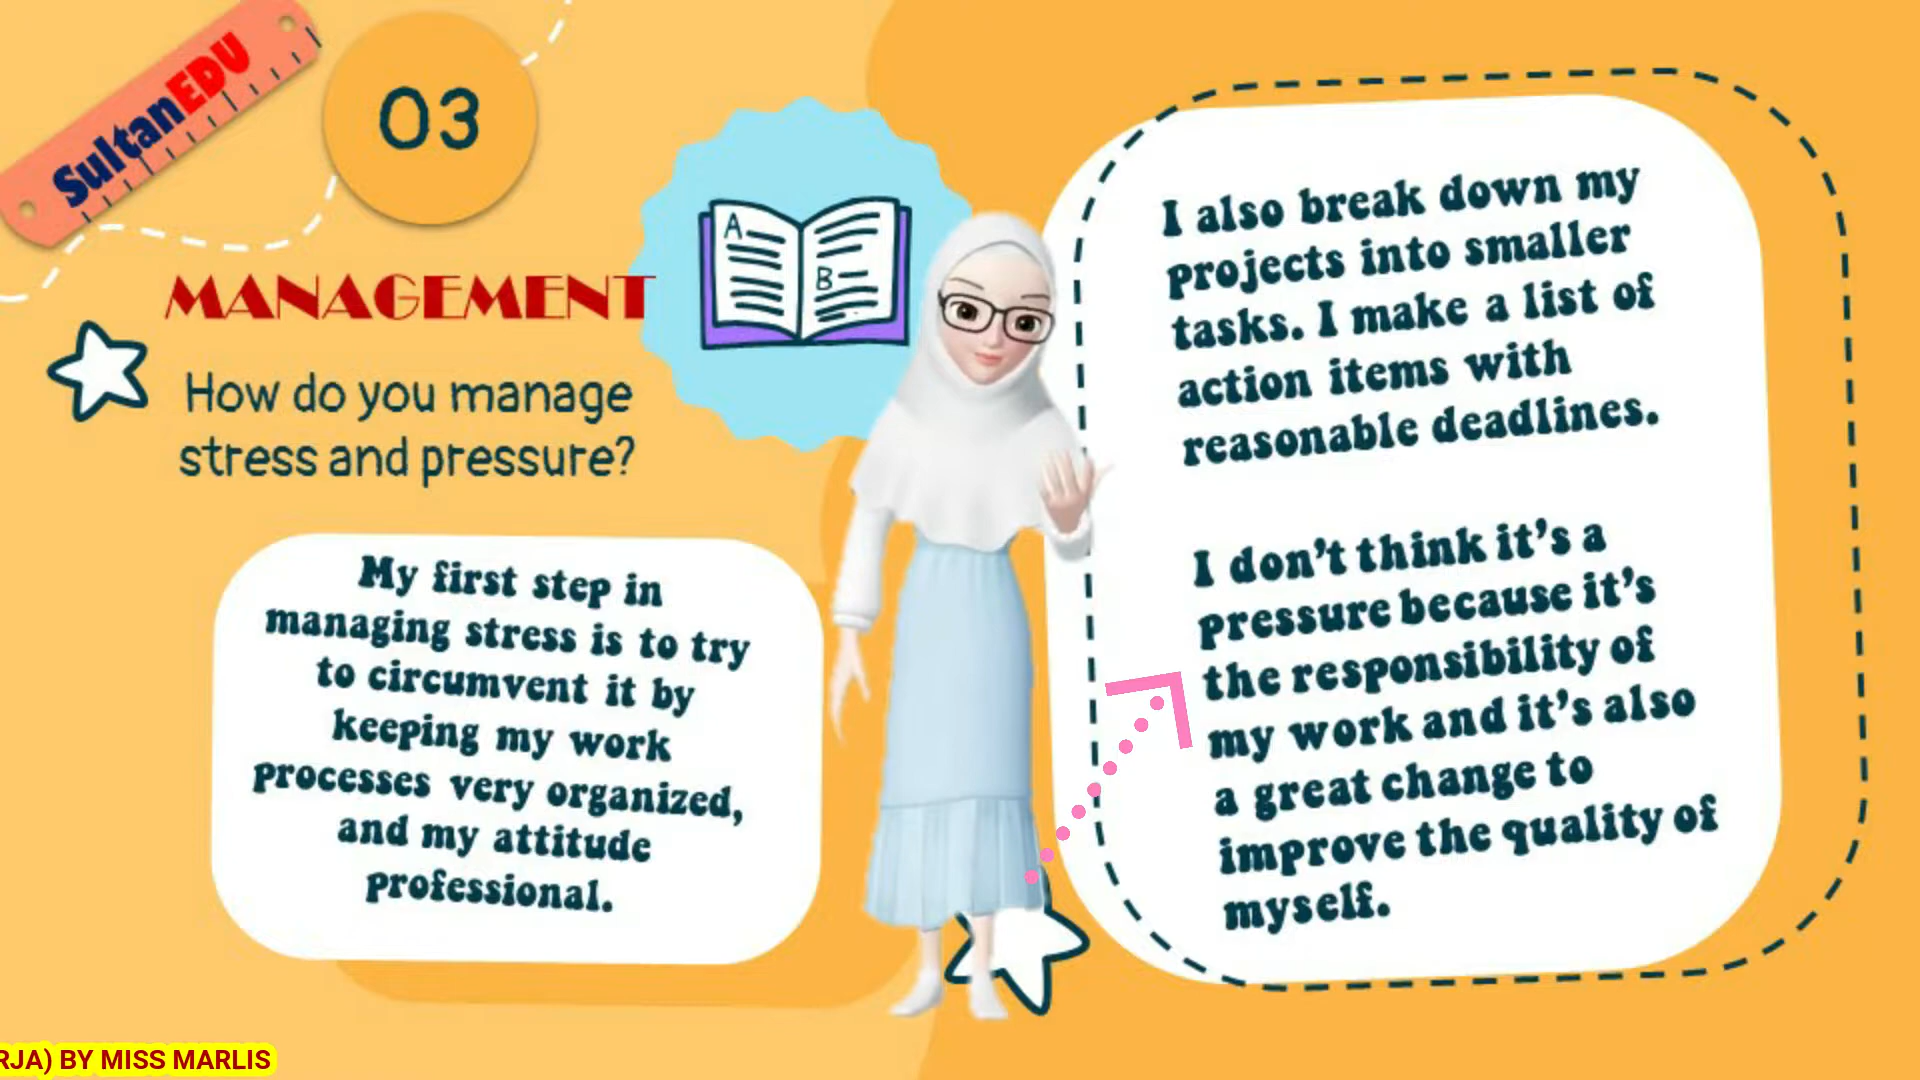 SultanEDU
03
MANAGEMENT
How do you manage
stress and pressure?
A
B
My first step in
managing stress is to try
to circumvent it by
keeping my work
processes very organized,
and my attitude
professional.
I also break down my
projects into smaller
tasks. I make a list of
action items with
reasonable deadlines.
I don't think it's a
pressure because it's
the responsibility of
my work and it's also
a great change to
improve the quality of
myself.
RJA) BY MISS MARLIS